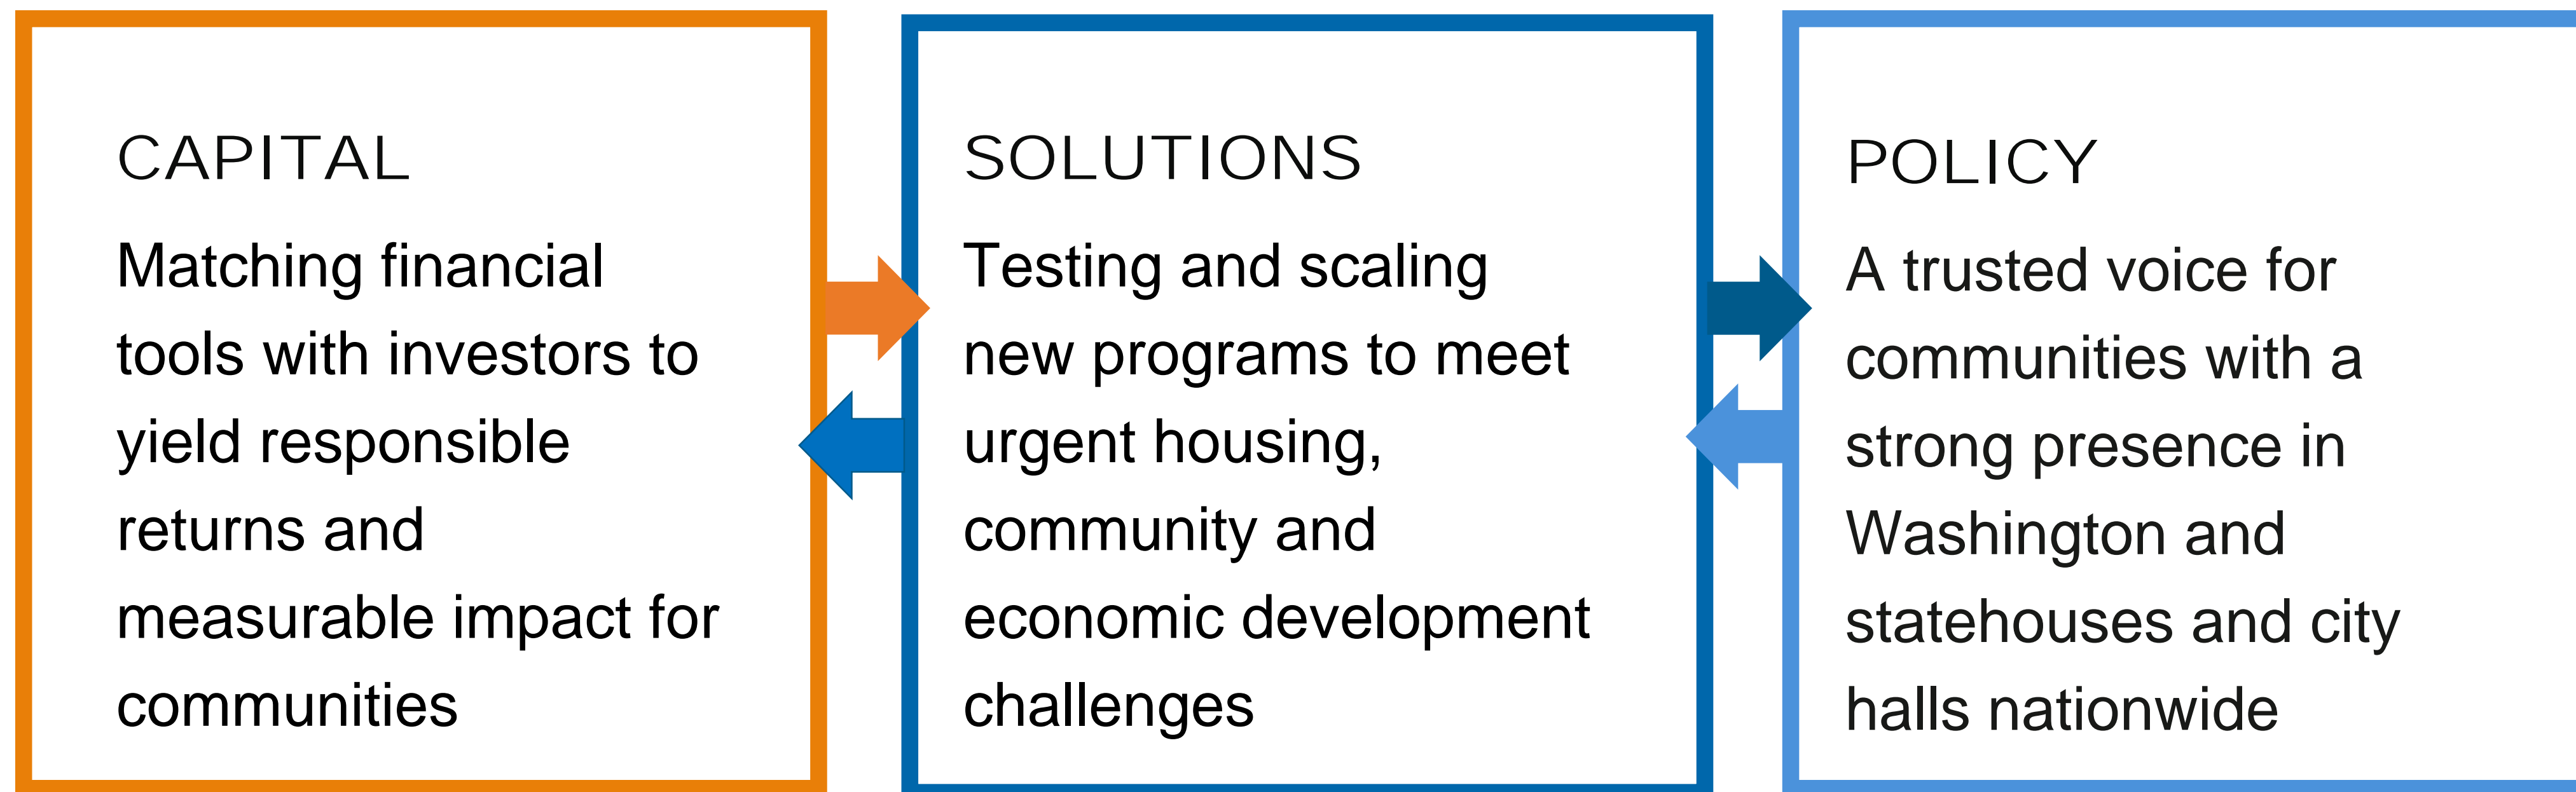 CAPITAL
Matching financial
tools with investors to
yield responsible
returns and
measurable impact for
communities
SOLUTIONS
Testing and scaling
new programs to meet
urgent housing,
community and
economic development
challenges
POLICY
A trusted voice for
communities with a
strong presence in
Washington and
statehouses and city
halls nationwide